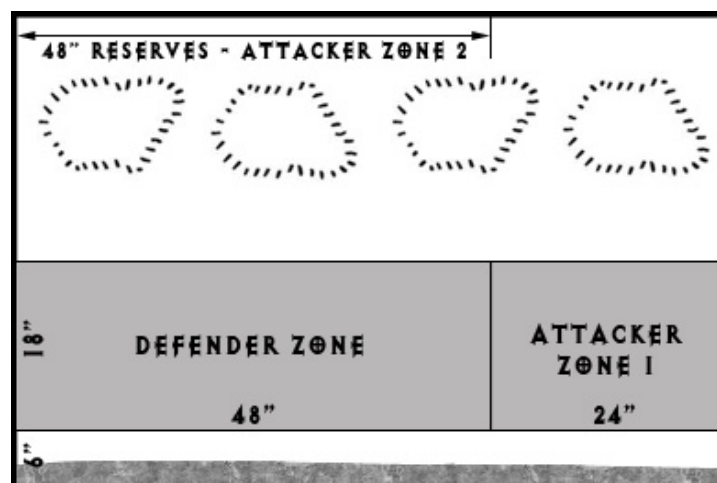 48” RESERVES - ATTACKER ZONE 2
18”
DEFENDER ZONE
ATTACKER
ZONE 1
48”
24”
6”